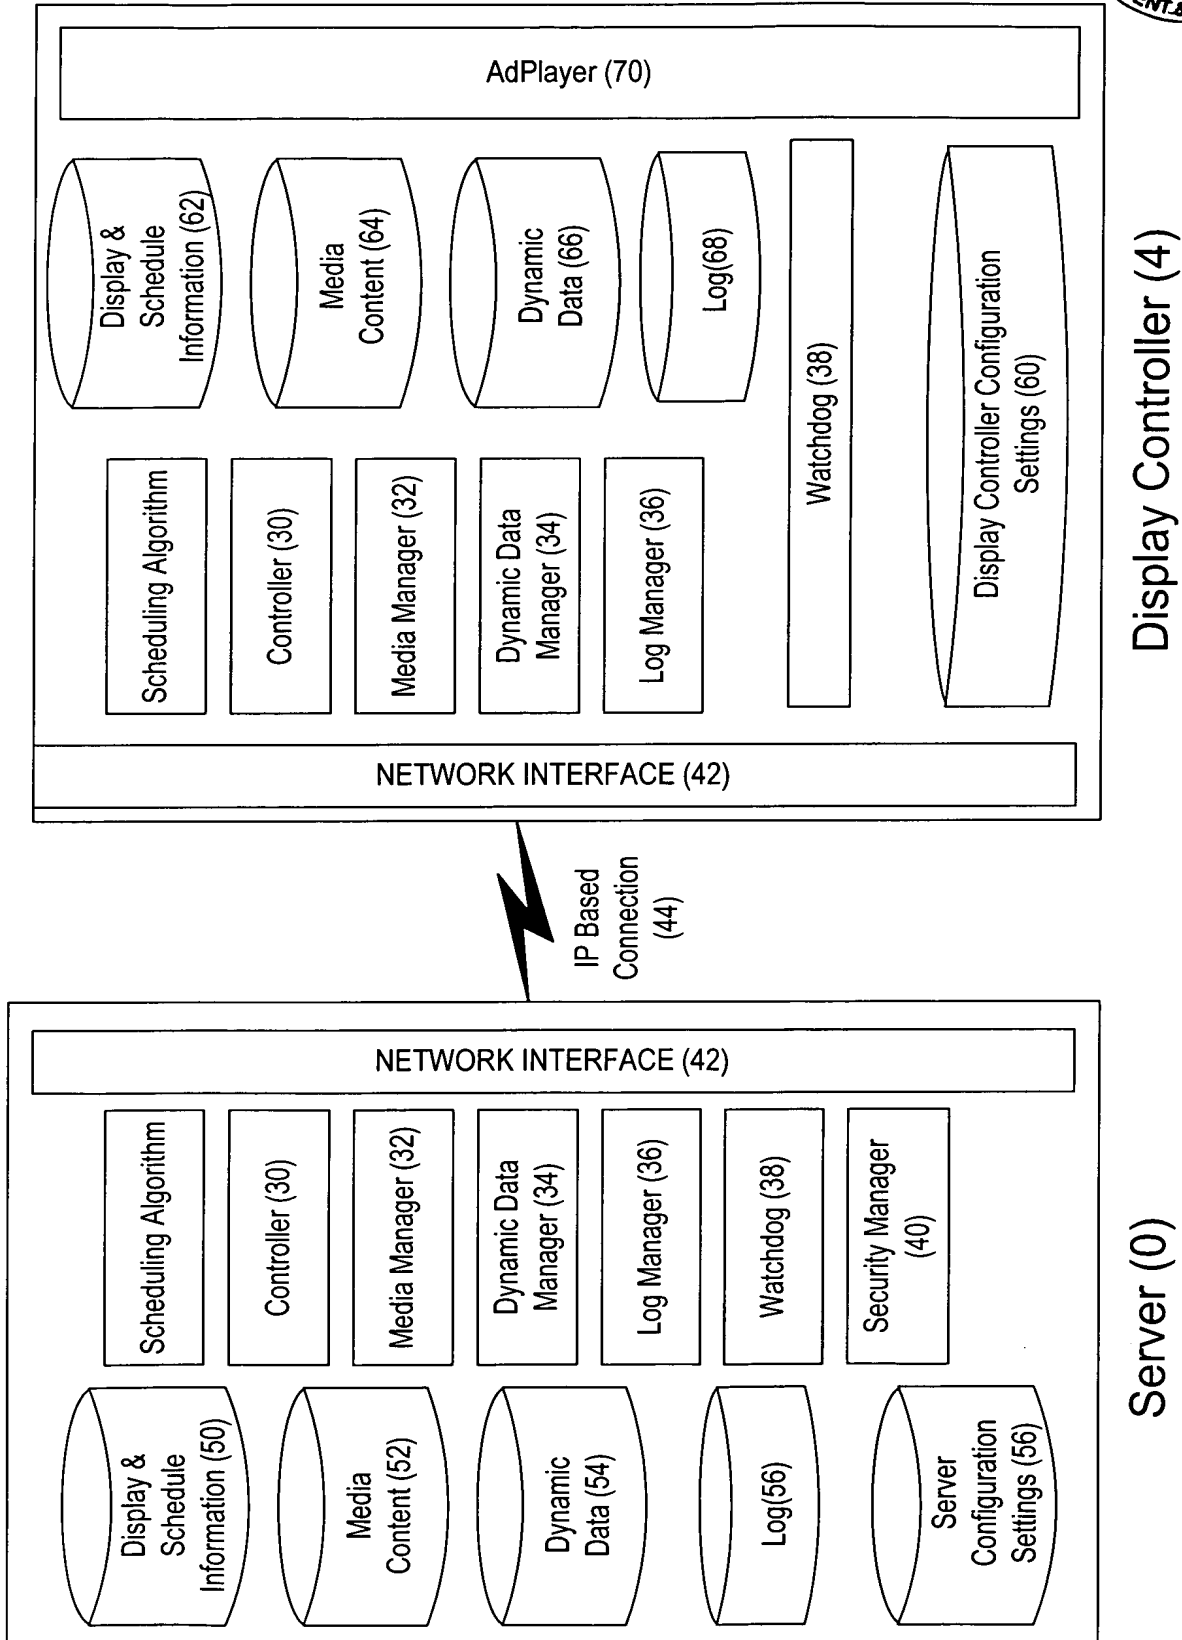 Display &
Schedule
Information (50)
Media
Content (52)
Dynamic
Data (54)
Log(56)
Server
Configuration
Settings (56)
Scheduling Algorithm
Controller (30)
Media Manager (32)
Dynamic Data
Manager (34)
Log Manager (36)
Watchdog (38)
Security Manager
(40)
NETWORK INTERFACE (42)
Server (0)
IP Based
Connection
(44)
NETWORK INTERFACE (42)
Scheduling Algorithm
Controller (30)
Media Manager (32)
Dynamic Data
Manager (34)
Log Manager (36)
Watchdog (38)
Display Controller Configuration
Settings (60)
Display &
Schedule
Information (62)
Media
Content (64)
Dynamic
Data (66)
Log(68)
AdPlayer (70)
Display Controller (4)